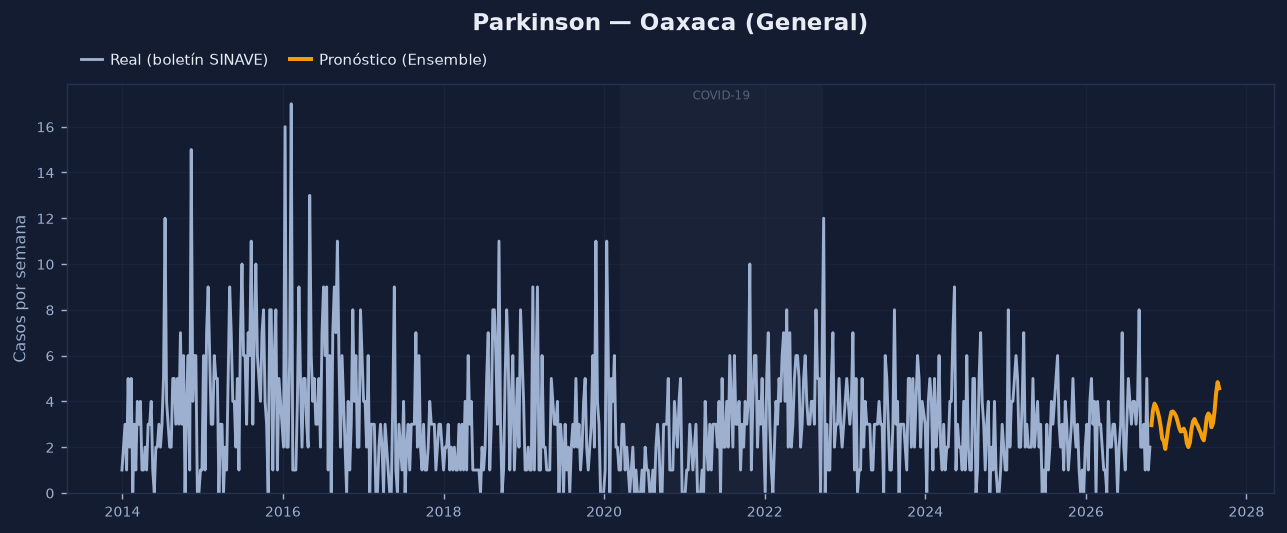 Parkinson — Oaxaca (General)
Real (boletín SINAVE) Pronóstico (Ensemble)
COVID-19
Casos por semana
16
14
12
10
8
6
4
2
0
2014 2016 2018 2020 2022 2024 2026 2028